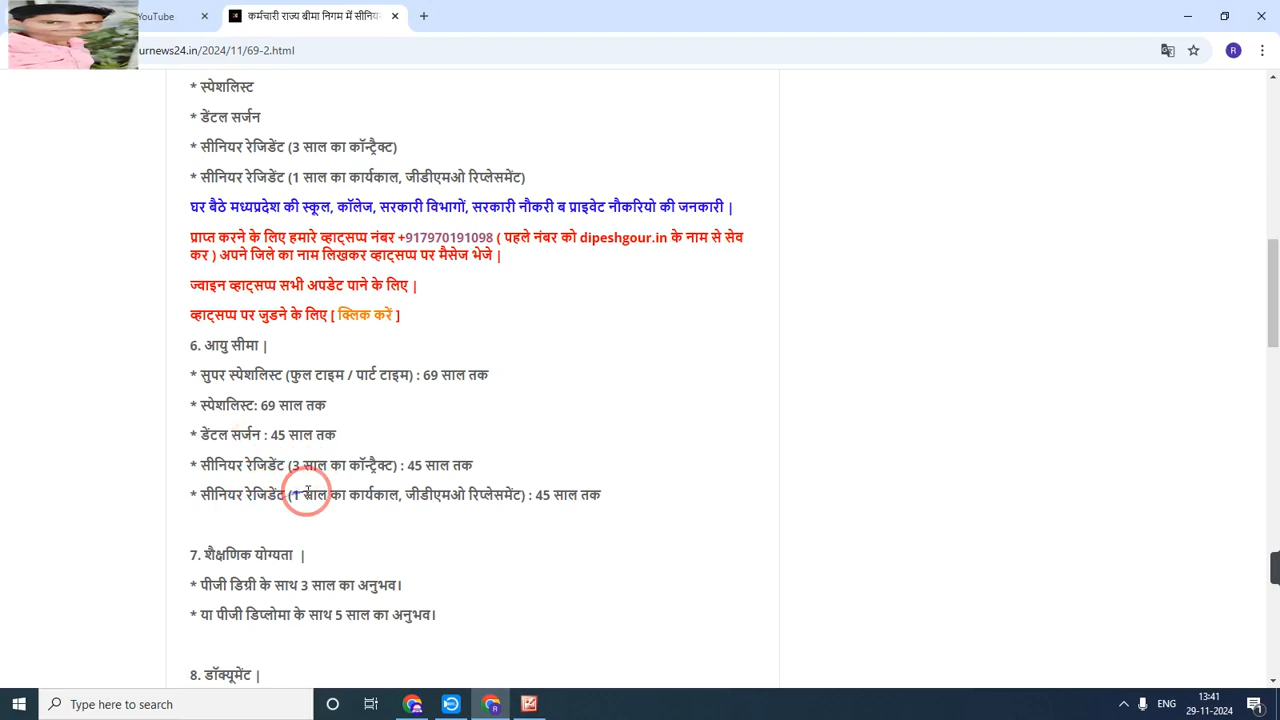 YouTube
कर्मचारी राज्य बीमा निगम में सीनिय
urnews24.in/2024/11/69-2.html
R
* स्पेशलिस्ट
* डेंटल सर्जन
* सीनियर रेजिडेंट (3 साल का कॉन्ट्रैक्ट)
* सीनियर रेजिडेंट (1 साल का कार्यकाल, जीडीएमओ रिप्लेसमेंट)
घर बैठे मध्यप्रदेश की स्कूल, कॉलेज, सरकारी विभागों, सरकारी नौकरी ब प्राइवेट नौकरियो की जनकारी |
प्राप्त करने के लिए हमारे व्हाट्सप्प नंबर +917970191098 ( पहले नंबर को dipeshgour.in के नाम से सेव
कर ) अपने जिले का नाम लिखकर व्हाट्सप्प पर मैसेज भेजे |
ज्वाइन व्हाट्सप्प सभी अपडेट पाने के लिए |
व्हाट्सप्प पर जुडने के लिए [ क्लिक करें ]
6. आयु सीमा |
* सुपर स्पेशलिस्ट (फुल टाइम / पार्ट टाइम) : 69 साल तक
* स्पेशलिस्ट: 69 साल तक
* डेंटल सर्जन : 45 साल तक
* सीनियर रेजिडेंट (3 साल का कॉन्ट्रैक्ट) : 45 साल तक
* सीनियर रेजिडेंट (1 साल का कार्यकाल, जीडीएमओ रिप्लेसमेंट) : 45 साल तक
7. शैक्षणिक योग्यता |
* पीजी डिग्री के साथ 3 साल का अनुभव।
* या पीजी डिप्लोमा के साथ 5 साल का अनुभव।
8. डॉक्यूमेंट |
Type here to search
R
ENG
13:41
29-11-2024